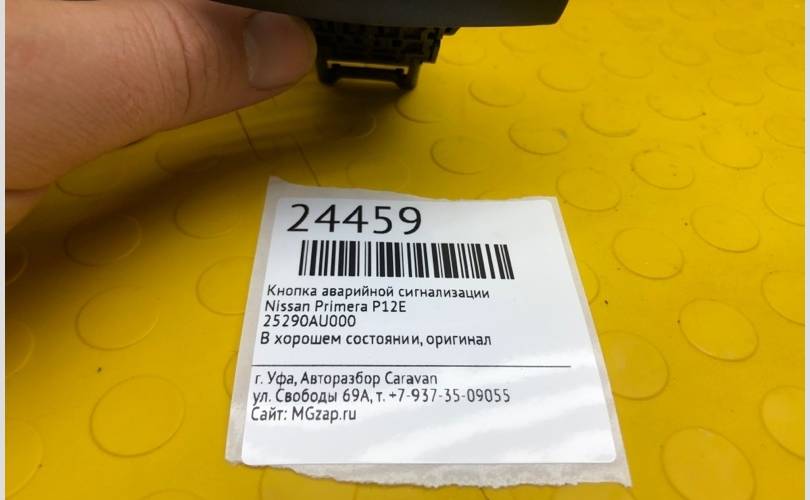 24459
Кнопка аварийной сигнализации
Nissan Primera P12E
25290AU000
В хорошем состоянии, оригинал
г. Уфа, Авторазбор Caravan
ул. Свободы 69А, т. +7-937-35-09055
Сайт: MGzap.ru